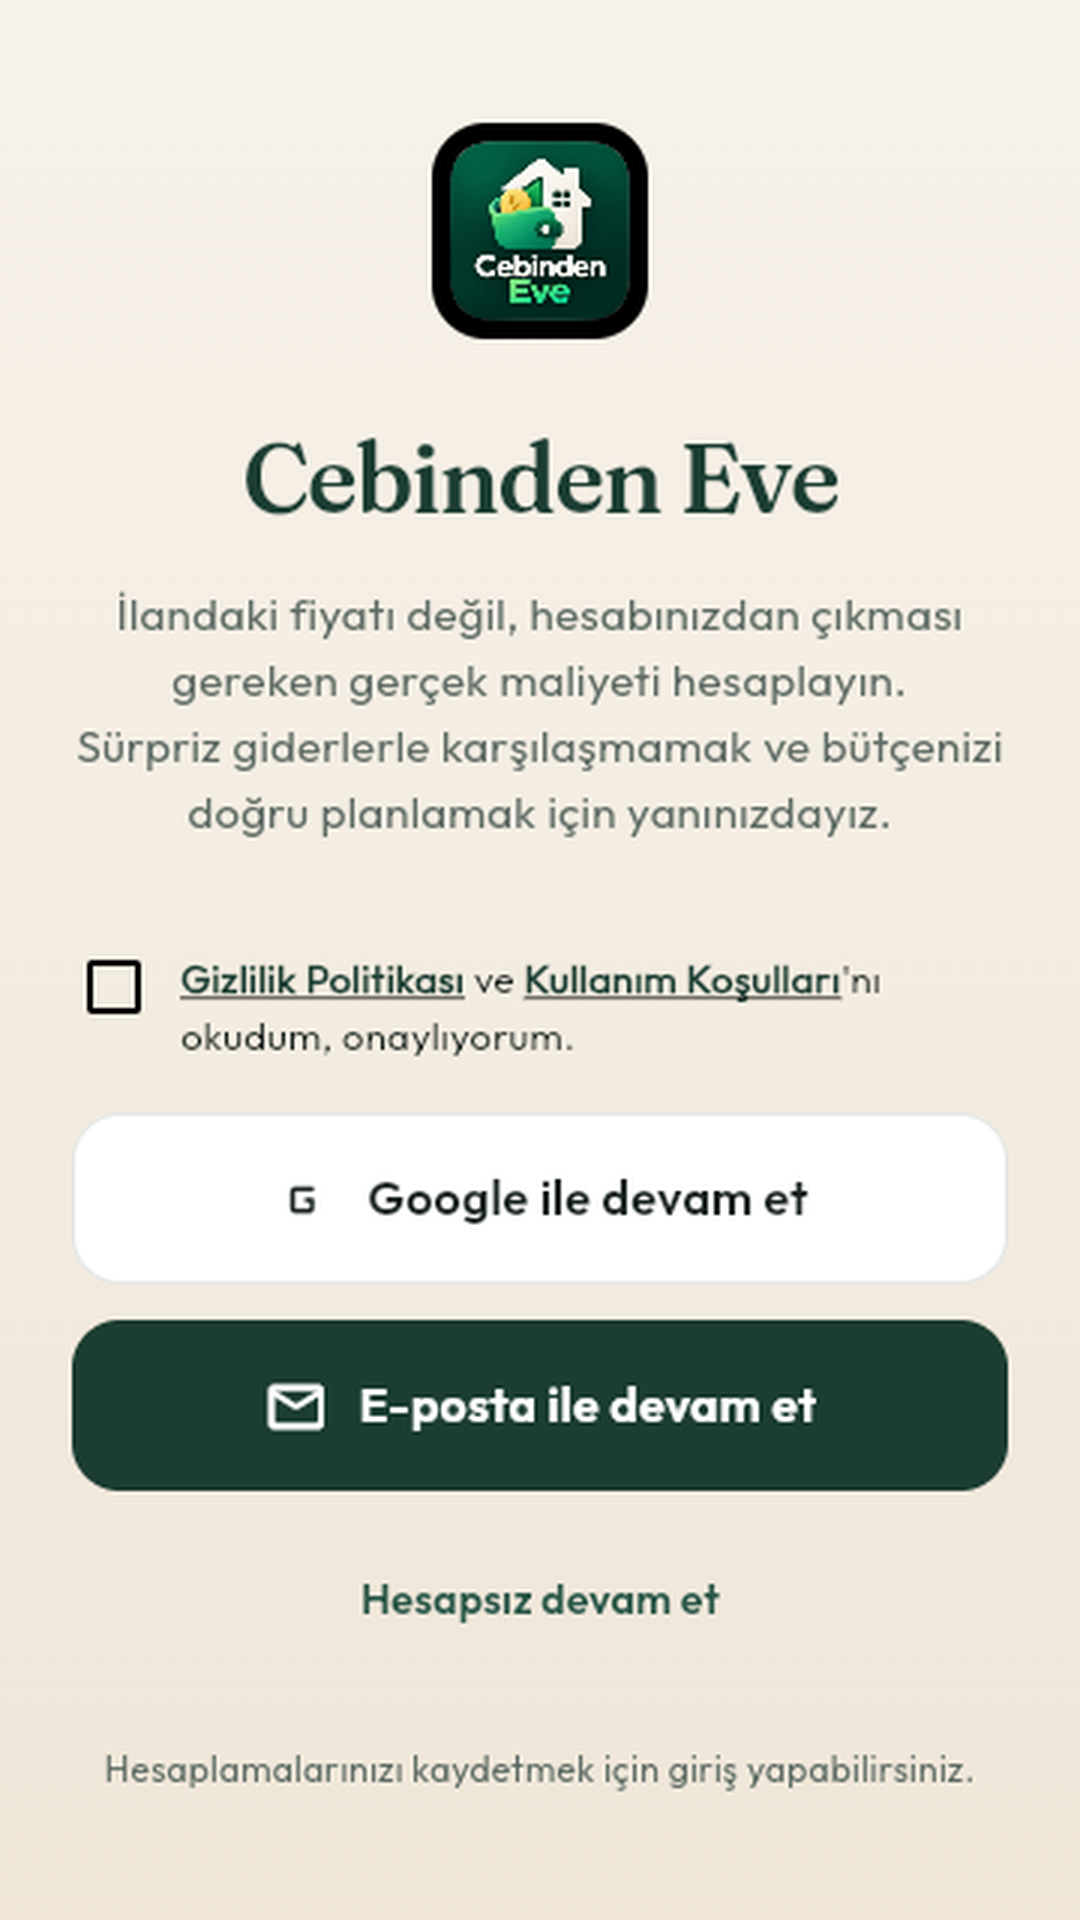 Cebinden
Eve
Cebinden Eve
İlandaki fiyatı değil, hesabınızdan çıkması
gereken gerçek maliyeti hesaplayın.
Sürpriz giderlerle karşılaşmamak ve bütçenizi
doğru planlamak için yanınızdayız.
Gizlilik Politikası ve Kullanım Koşulları'nı
okudum, onaylıyorum.
G Google ile devam et
E-posta ile devam et
Hesapsız devam et
Hesaplamalarınızı kaydetmek için giriş yapabilirsiniz.